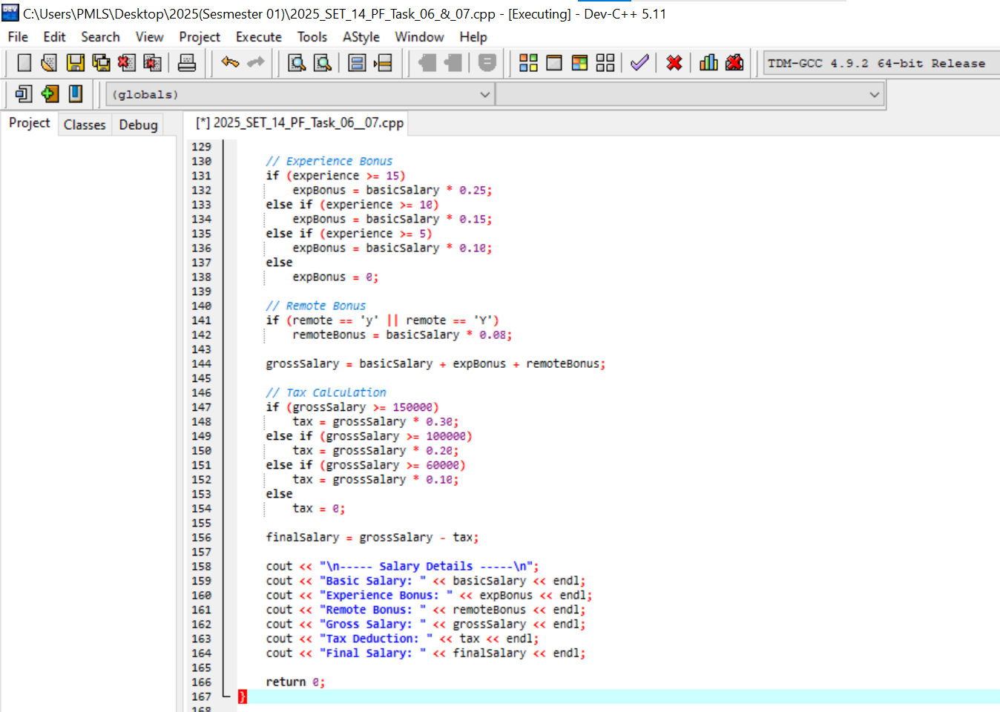 C:\Users\PMLS\Desktop\2025(Sesmester 01)\2025_SET_14_PF_Task_06_&_07.cpp - [Executing] - Dev-C++ 5.11
File Edit Search View Project Execute Tools AStyle Window Help
TDM-GCC 4.9.2 64-bit Release
(globals)
Project Classes Debug [*] 2025_SET_14_PF_Task_06__07.cpp
129
130 // Experience Bonus
131 if (experience >= 15)
132 expBonus = basicSalary * 0.25;
133 else if (experience >= 10)
134 expBonus = basicSalary * 0.15;
135 else if (experience >= 5)
136 expBonus = basicSalary * 0.10;
137 else
138 expBonus = 0;
139
140 // Remote Bonus
141 if (remote == 'y' || remote == 'Y')
142 remoteBonus = basicSalary * 0.08;
143
144 grossSalary = basicSalary + expBonus + remoteBonus;
145
146 // Tax Calculation
147 if (grossSalary >= 150000)
148 tax = grossSalary * 0.30;
149 else if (grossSalary >= 100000)
150 tax = grossSalary * 0.20;
151 else if (grossSalary >= 60000)
152 tax = grossSalary * 0.10;
153 else
154 tax = 0;
155
156 finalSalary = grossSalary - tax;
157
158 cout << "\n----- Salary Details -----\n";
159 cout << "Basic Salary: " << basicSalary << endl;
160 cout << "Experience Bonus: " << expBonus << endl;
161 cout << "Remote Bonus: " << remoteBonus << endl;
162 cout << "Gross Salary: " << grossSalary << endl;
163 cout << "Tax Deduction: " << tax << endl;
164 cout << "Final Salary: " << finalSalary << endl;
165
166 return 0;
167 }
168